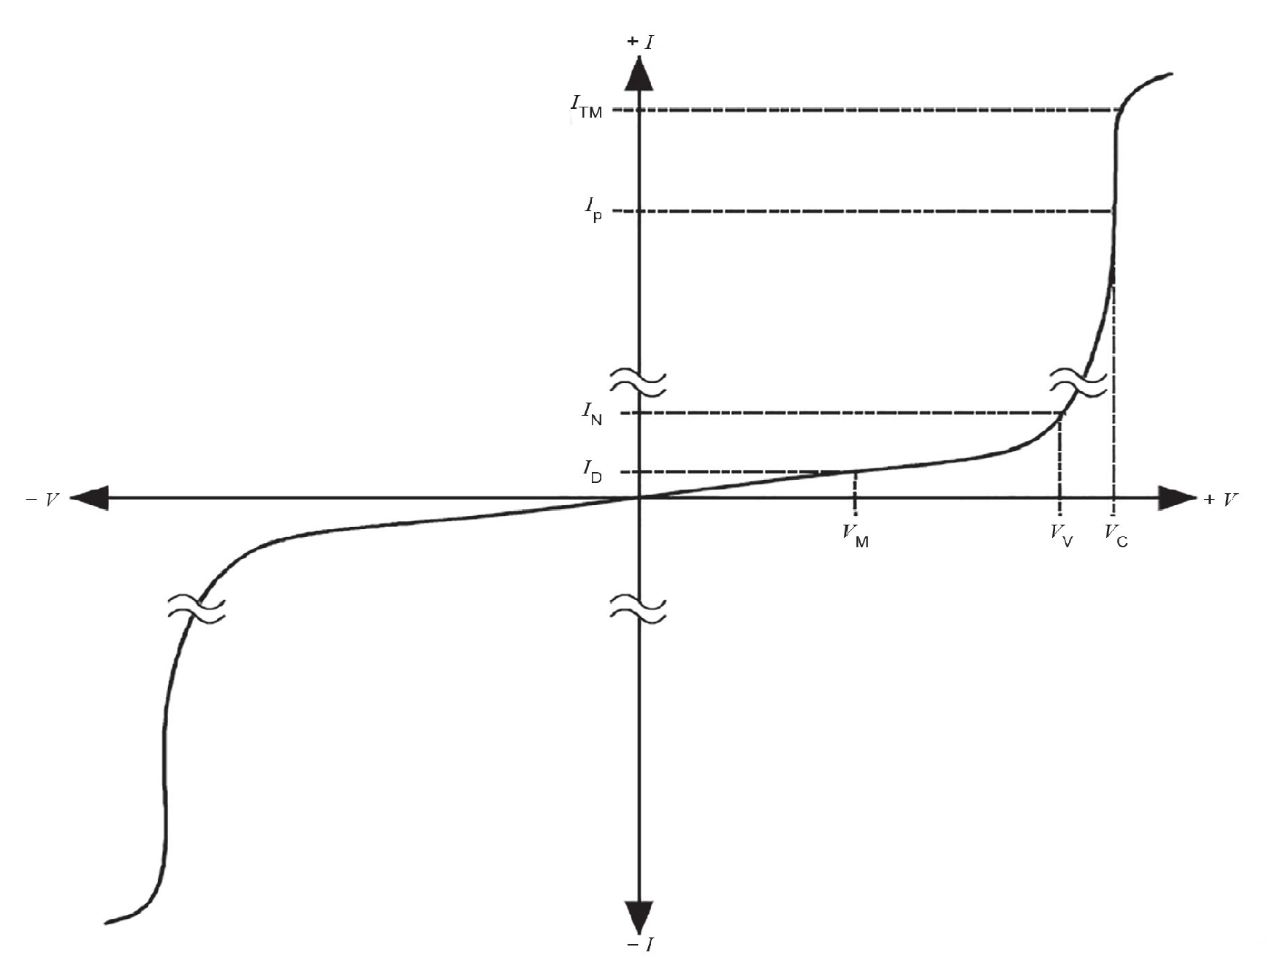 + I
I_TM
I_p
I_N
I_D
– V
+ V
V_M
V_V
V_C
– I